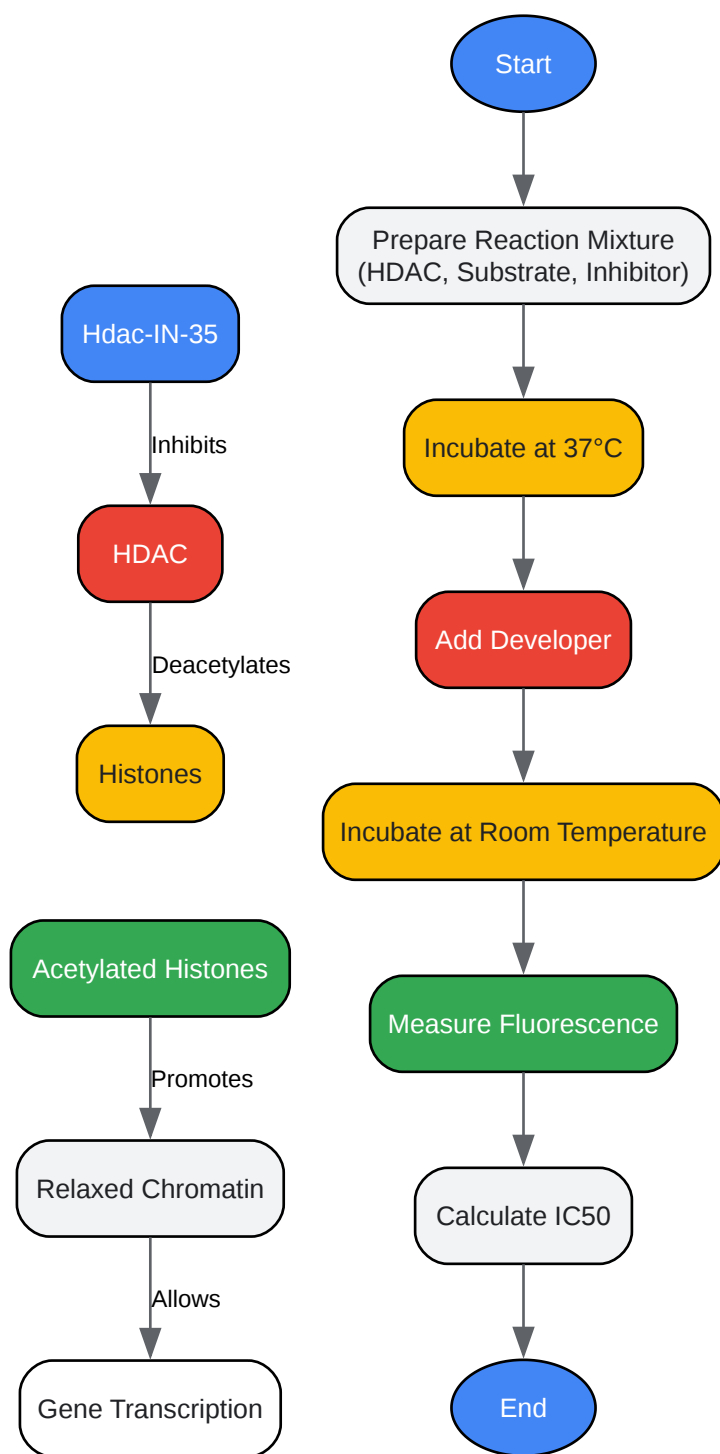 Start
Prepare Reaction Mixture
(HDAC, Substrate, Inhibitor)
Incubate at 37°C
Add Developer
Incubate at Room Temperature
Measure Fluorescence
Calculate IC50
End
Hdac-IN-35
Inhibits
HDAC
Deacetylates
Histones
Acetylated Histones
Promotes
Relaxed Chromatin
Allows
Gene Transcription